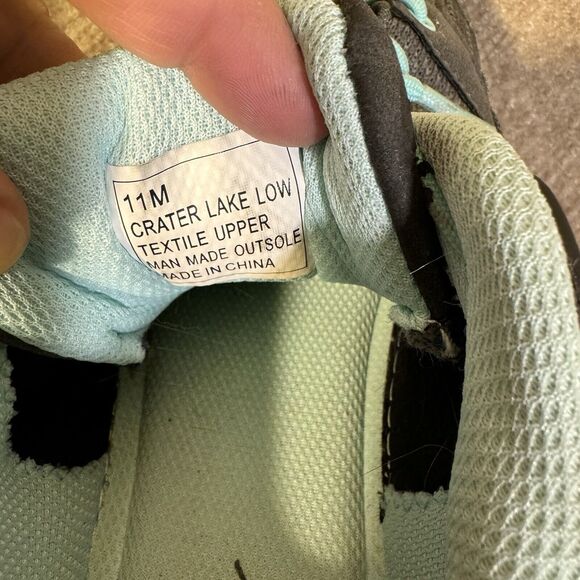 11M
CRATER LAKE LOW
TEXTILE UPPER
MAN MADE OUTSOLE
MADE IN CHINA